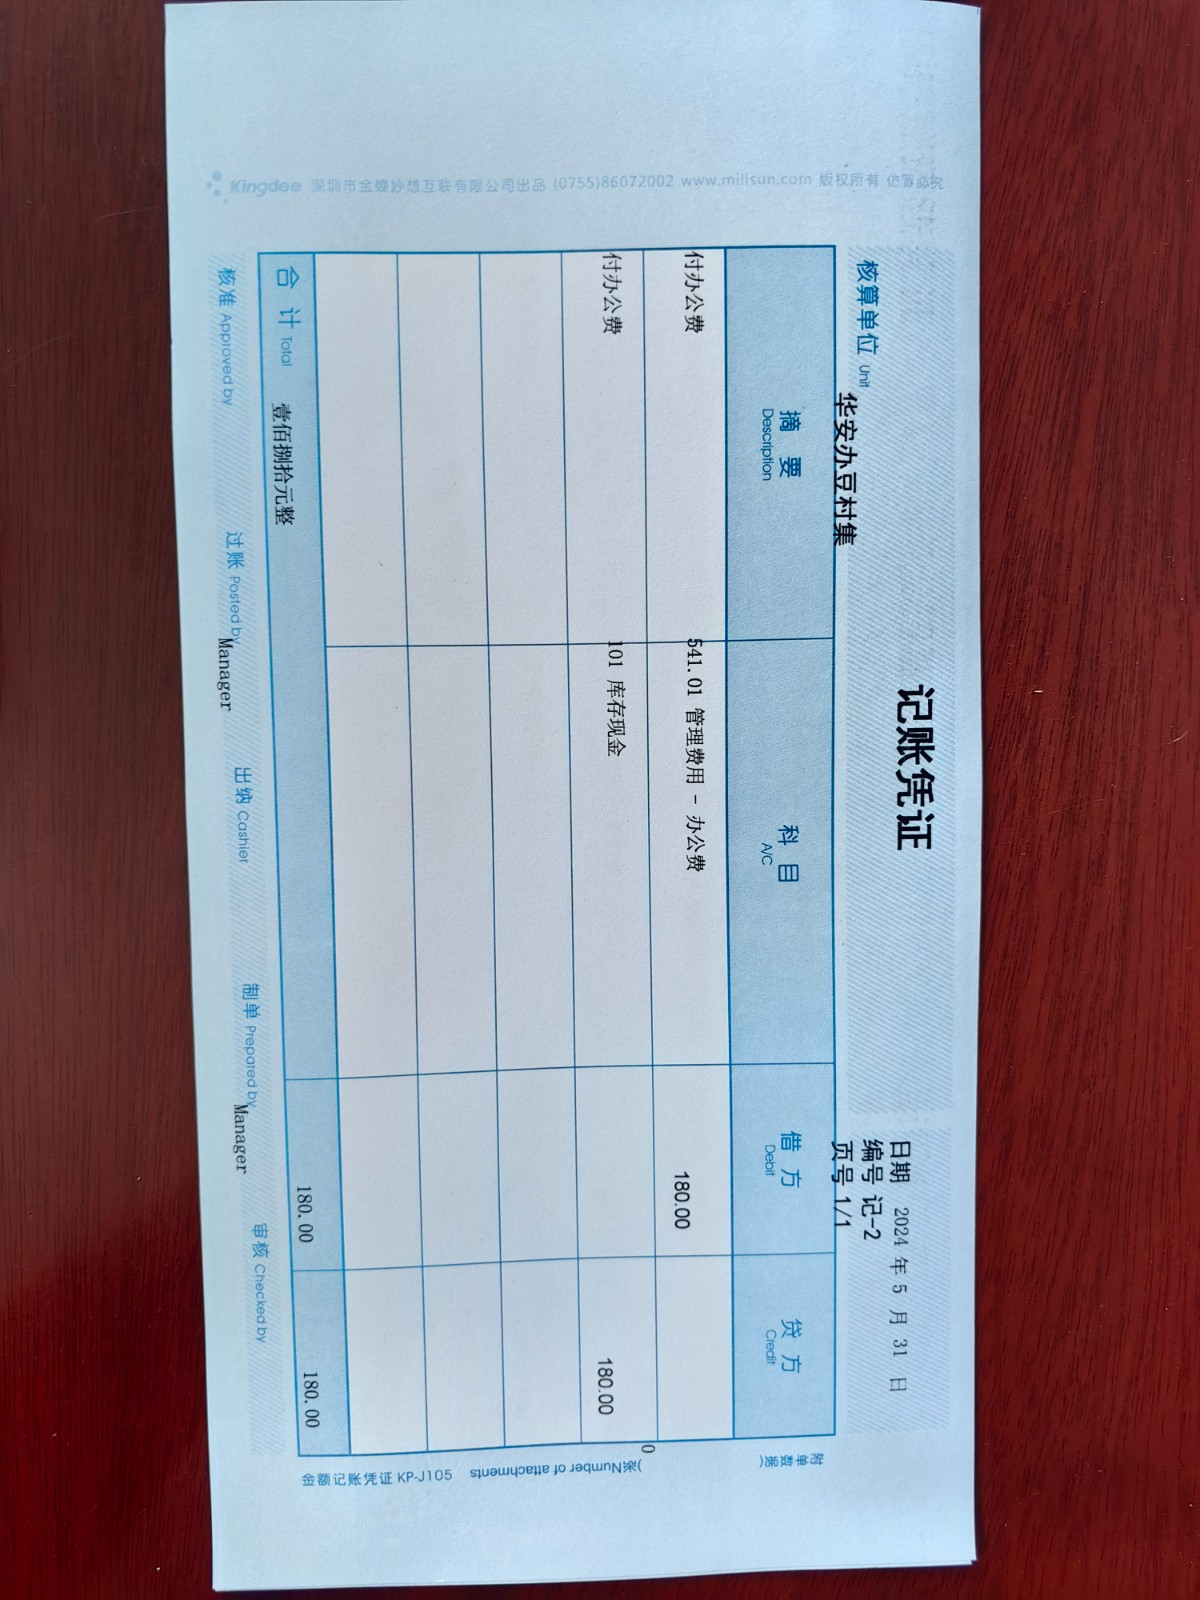 记账凭证
日期 2024 年 5 月 31 日
编号 记-2
核算单位 Unit 华安办豆村集 页号 1/1
摘 要 科 目 借 方 贷 方
Description A/C Debit Credit
付办公费 541.01 管理费用 - 办公费 180.00
付办公费 101 库存现金 180.00
合 计 Total 壹佰捌拾元整 180.00 180.00
核准 Approved by 过账 Posted by Manager 出纳 Cashier 制单 Prepared by Manager 审核 Checked by
附单数据( 0 )张 Number of attachments
金额记账凭证 KP-J105
Kingdee 深圳市金蝶妙想互联有限公司出品 (0755)86072002 www.millsun.com 版权所有 仿冒必究